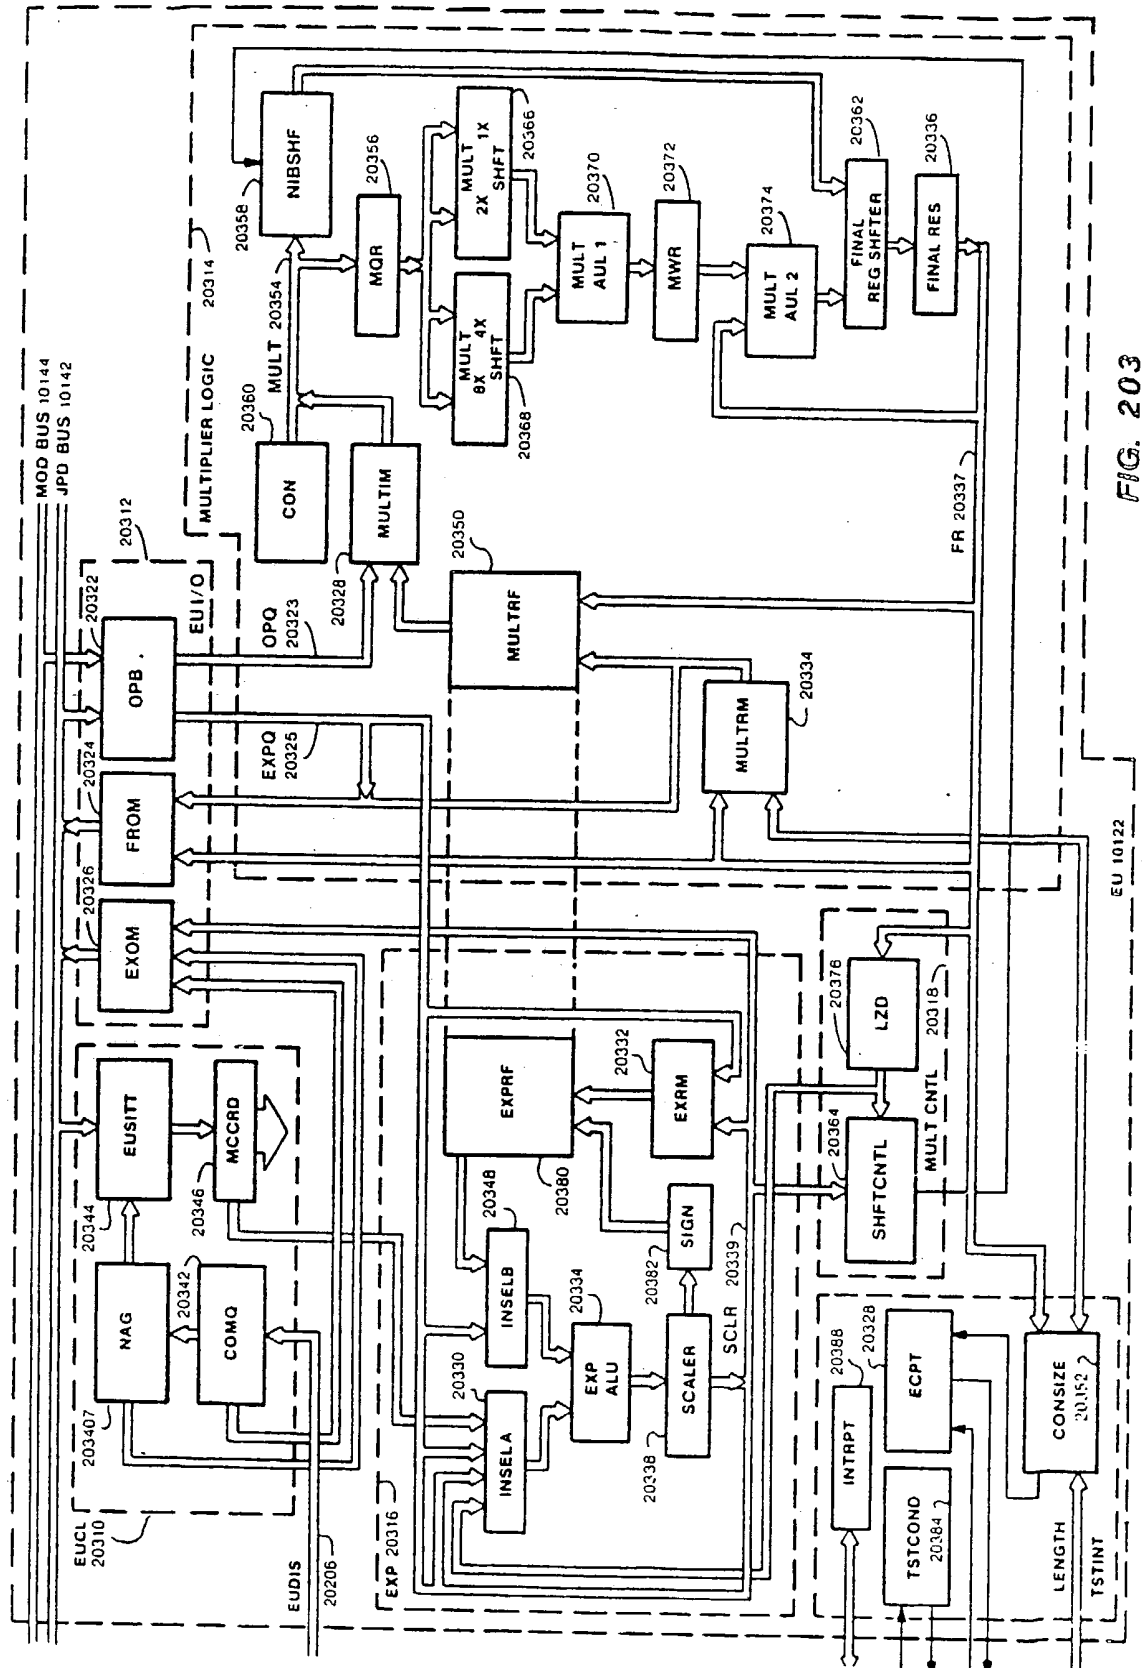 MOD BUS 10144
JPD BUS 10142
20312
20322
OPB
EU I/O
20324
FROM
20326
EXOM
EUSITT
20344
MCCRD
20346
NAG
203407
COMQ
20342
EUCL
20310
EUDIS
20206
MULTIPLIER LOGIC
20314
20358
NIBSHF
MULT 20354
20360
CON
20328
MULTIM
MQR
20356
MULT
2X 1X
SHFT
20366
MULT
8X 4X
SHFT
20368
MULT
AUL 1
20370
MWR
20372
MULT
AUL 2
20374
FINAL
REG SHFTER
20362
FINAL RES
20336
FR 20337
OPQ
20323
EXPQ
20325
MULTRF
20350
MULTRM
20334
EXP 20316
EXPRF
20380
EXRM
20332
INSELB
20348
INSELA
20330
EXP
ALU
20334
SCALER
20338
SIGN
20382
SCLR 20339
20376
LZD
20318
MULT CNTL
20364
SHFTCNTL
INTRPT
20388
ECPT
20328
TSTCOND
20384
CONSIZE
20352
LENGTH
TSTINT
EU 10122
FIG. 203